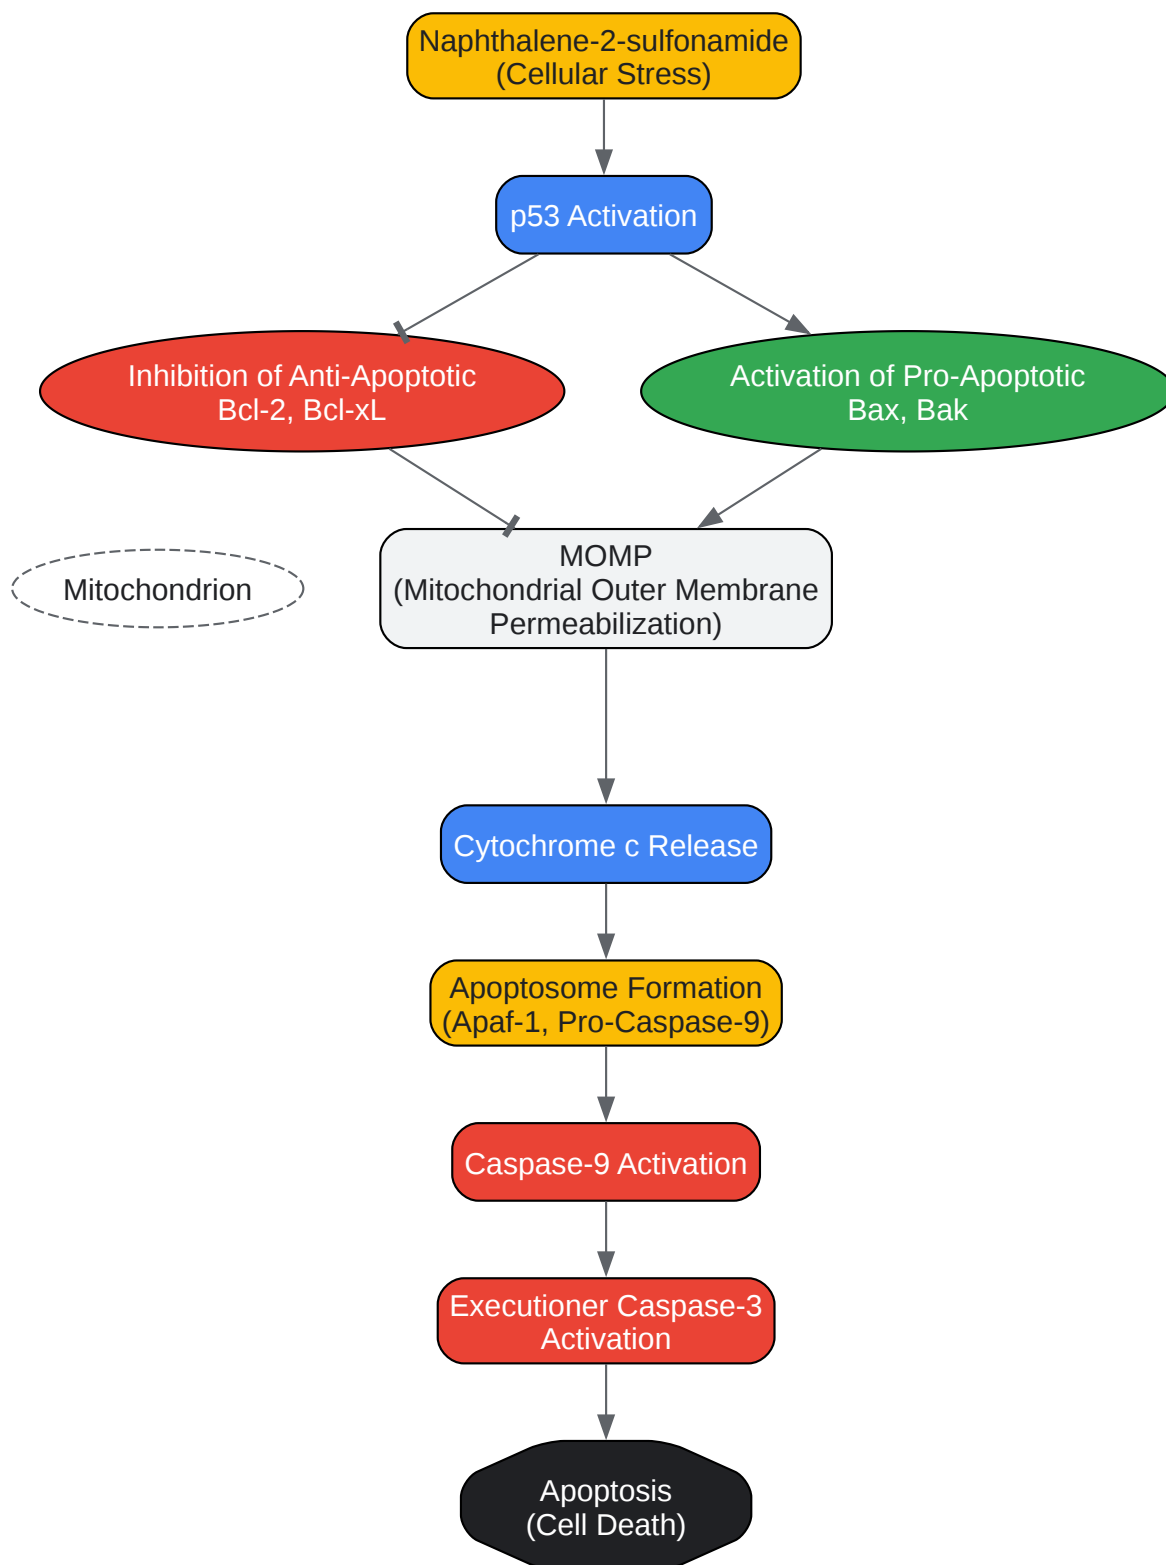 Naphthalene-2-sulfonamide
(Cellular Stress)
p53 Activation
Inhibition of Anti-Apoptotic
Bcl-2, Bcl-xL
Activation of Pro-Apoptotic
Bax, Bak
Mitochondrion
MOMP
(Mitochondrial Outer Membrane
Permeabilization)
Cytochrome c Release
Apoptosome Formation
(Apaf-1, Pro-Caspase-9)
Caspase-9 Activation
Executioner Caspase-3
Activation
Apoptosis
(Cell Death)